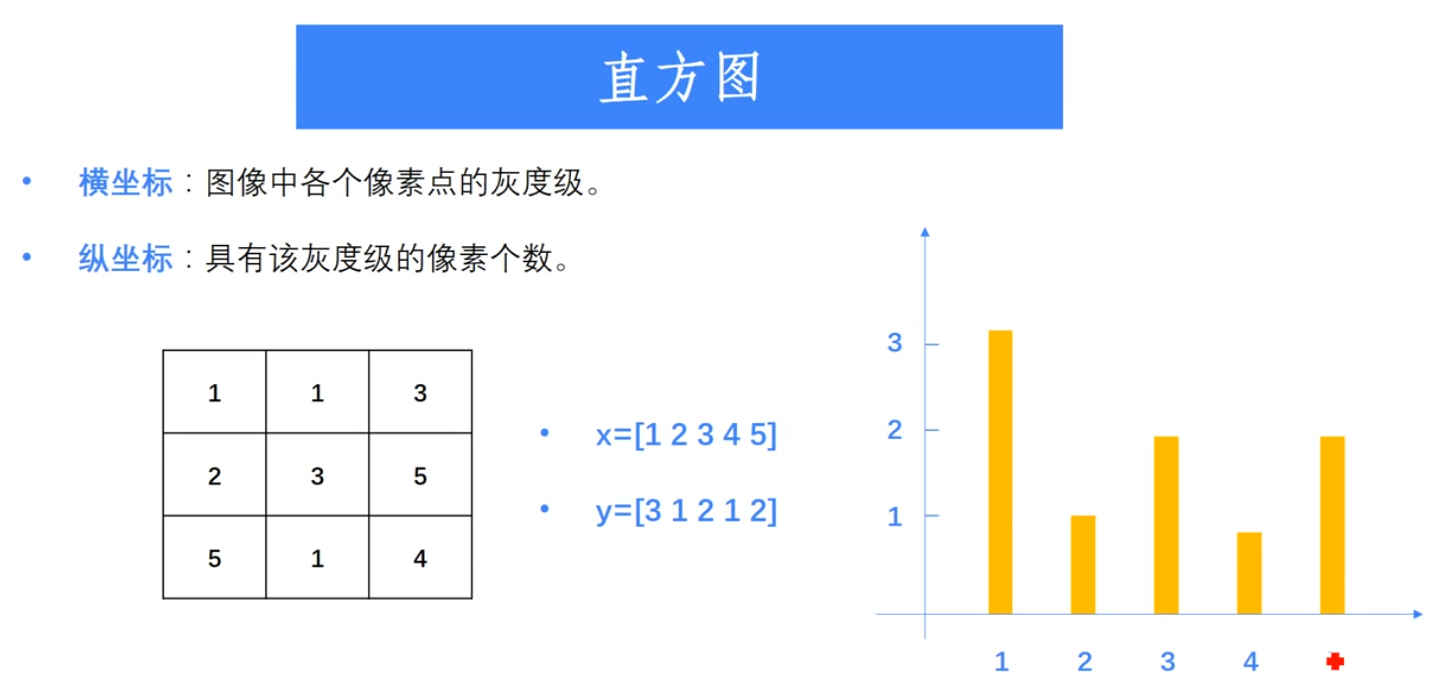 直方图
• 横坐标：图像中各个像素点的灰度级。
• 纵坐标：具有该灰度级的像素个数。
1 1 3
2 3 5
5 1 4
• x=[1 2 3 4 5]
• y=[3 1 2 1 2]
3
2
1
1 2 3 4